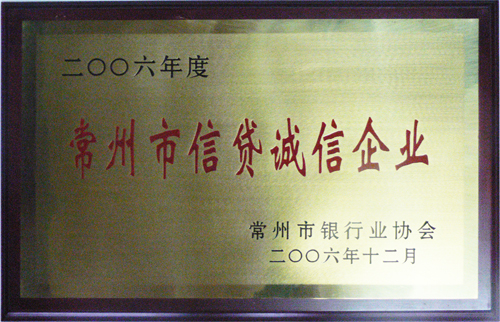 二〇〇六年度
常州市信贷诚信企业
常州市银行业协会
二〇〇六年十二月